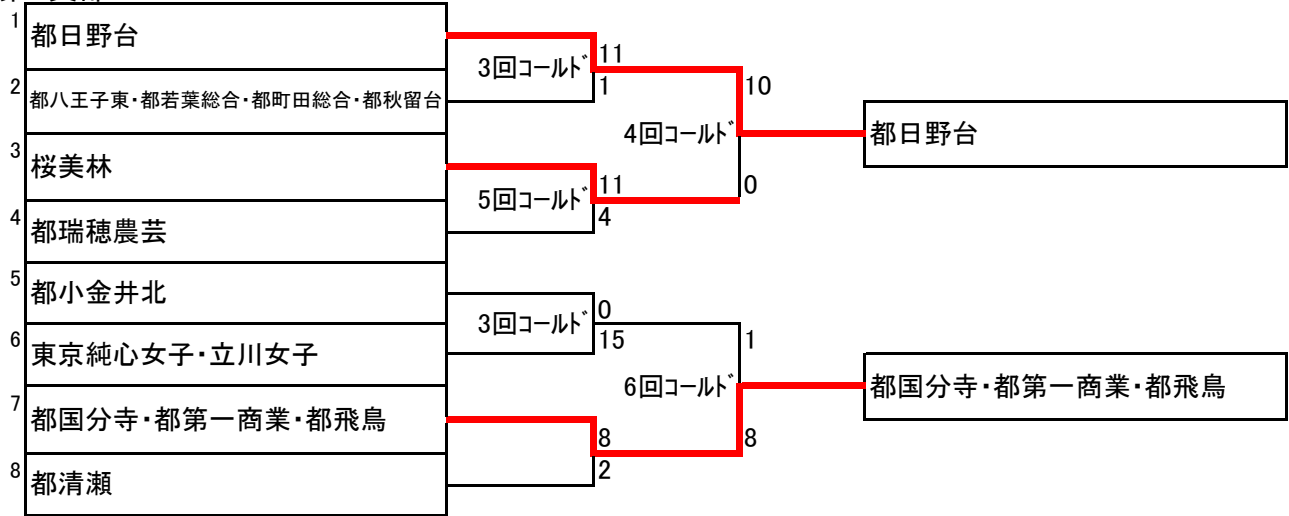 1
都日野台
2
都八王子東・都若葉総合・都町田総合・都秋留台
3
桜美林
4
都瑞穂農芸
5
都小金井北
6
東京純心女子・立川女子
7
都国分寺・都第一商業・都飛鳥
8
都清瀬
3回コールド
11
1
5回コールド
11
4
3回コールド
0
15
8
2
4回コールド
10
0
6回コールド
1
8
都日野台
都国分寺・都第一商業・都飛鳥